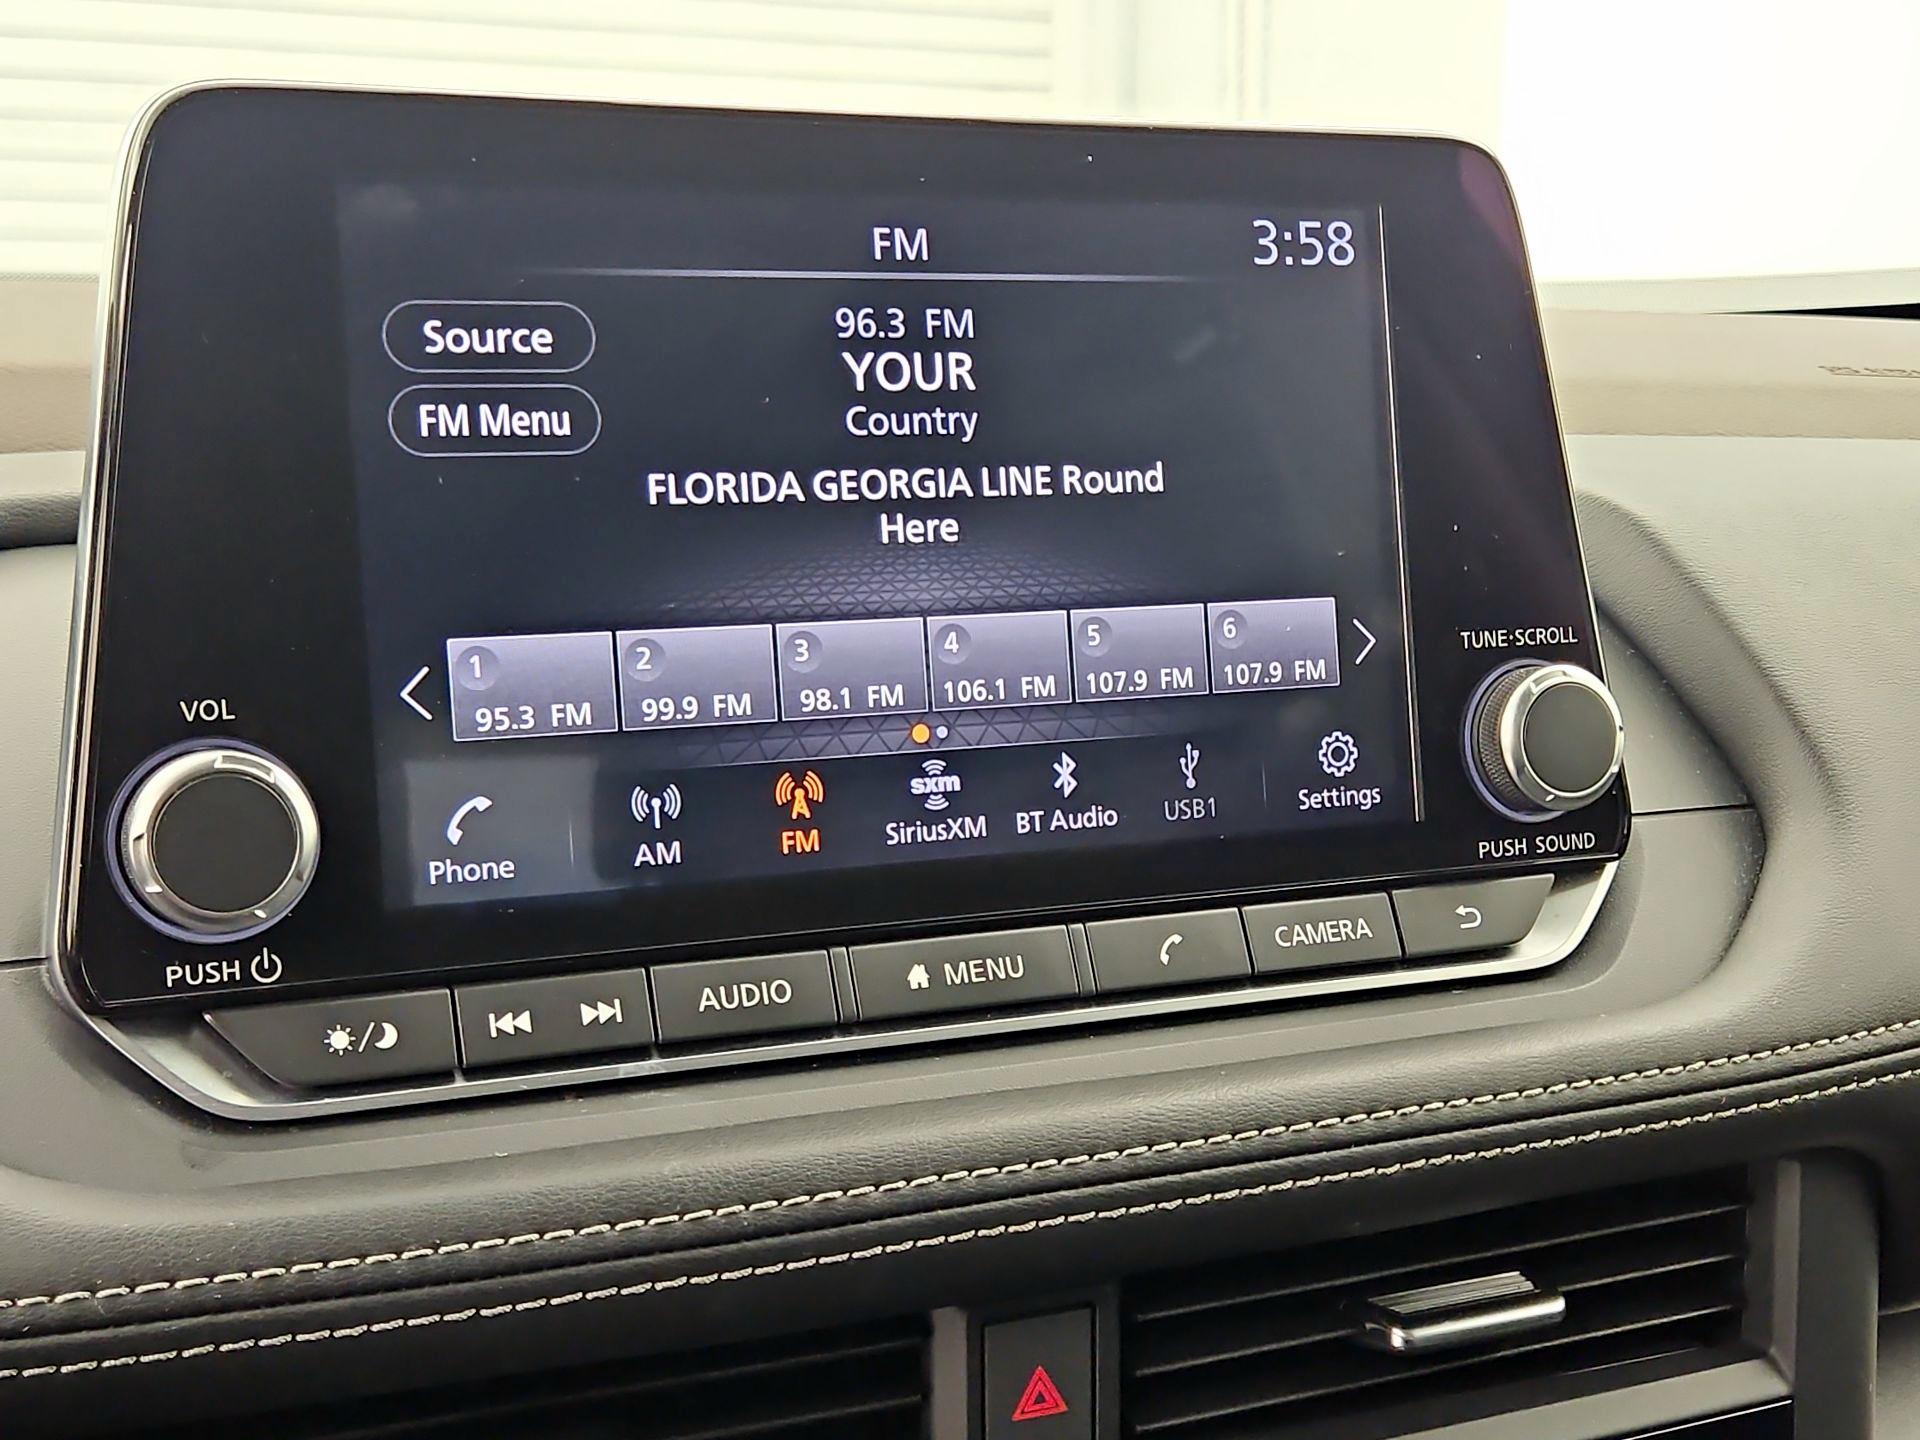 FM
3:58
Source
96.3 FM
YOUR
FM Menu
Country
FLORIDA GEORGIA LINE Round
Here
1
95.3 FM
2
99.9 FM
3
98.1 FM
4
106.1 FM
5
107.9 FM
6
107.9 FM
TUNE·SCROLL
VOL
Phone
AM
FM
sxm
SiriusXM
BT Audio
USB1
Settings
PUSH SOUND
PUSH
AUDIO
MENU
CAMERA